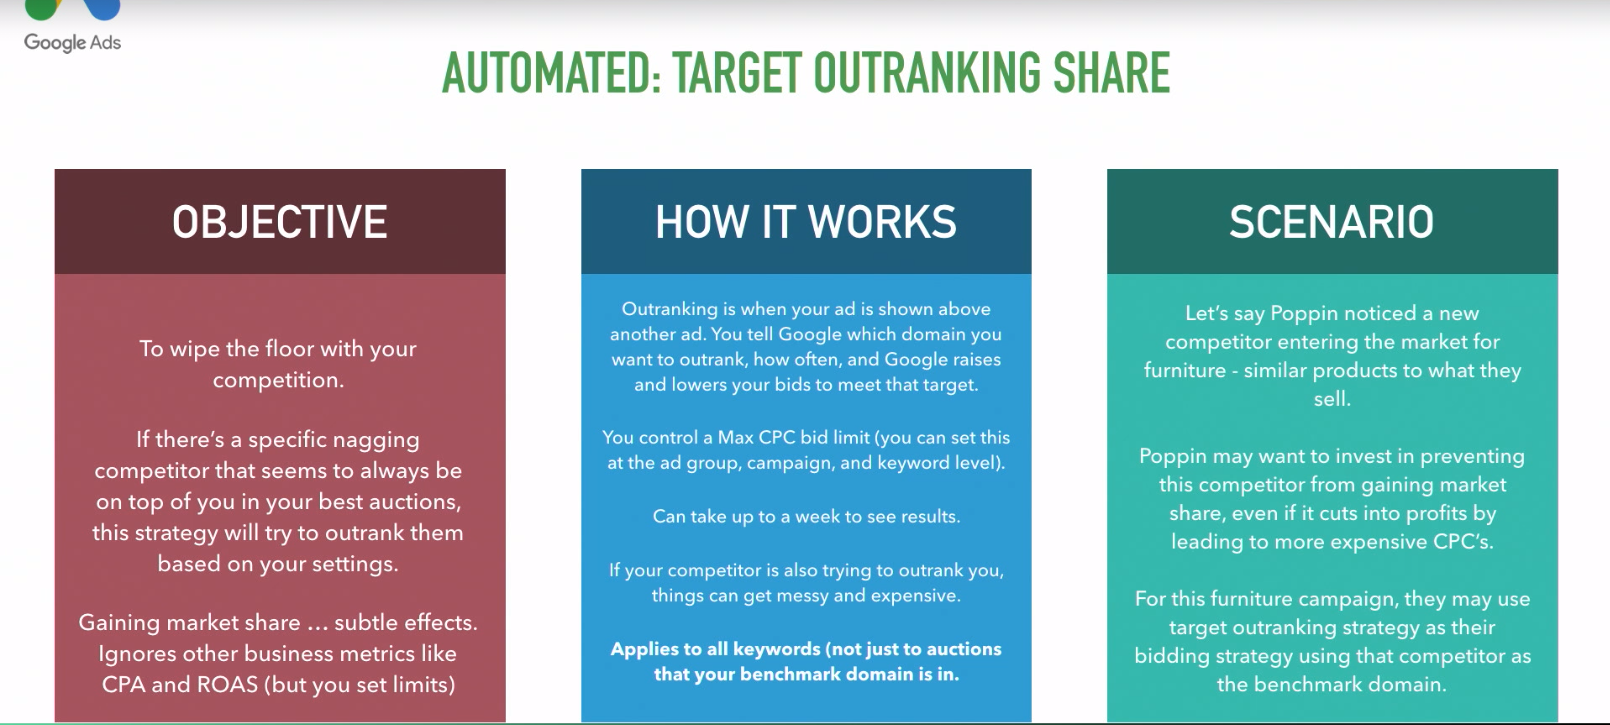 Google Ads
AUTOMATED: TARGET OUTRANKING SHARE
OBJECTIVE
To wipe the floor with your
competition.
If there's a specific nagging
competitor that seems to always be
on top of you in your best auctions,
this strategy will try to outrank them
based on your settings.
Gaining market share ... subtle effects.
Ignores other business metrics like
CPA and ROAS (but you set limits)
HOW IT WORKS
Outranking is when your ad is shown above
another ad. You tell Google which domain you
want to outrank, how often, and Google raises
and lowers your bids to meet that target.
You control a Max CPC bid limit (you can set this
at the ad group, campaign, and keyword level).
Can take up to a week to see results.
If your competitor is also trying to outrank you,
things can get messy and expensive.
Applies to all keywords (not just to auctions
that your benchmark domain is in.
SCENARIO
Let's say Poppin noticed a new
competitor entering the market for
furniture - similar products to what they
sell.
Poppin may want to invest in preventing
this competitor from gaining market
share, even if it cuts into profits by
leading to more expensive CPC's.
For this furniture campaign, they may use
target outranking strategy as their
bidding strategy using that competitor as
the benchmark domain.